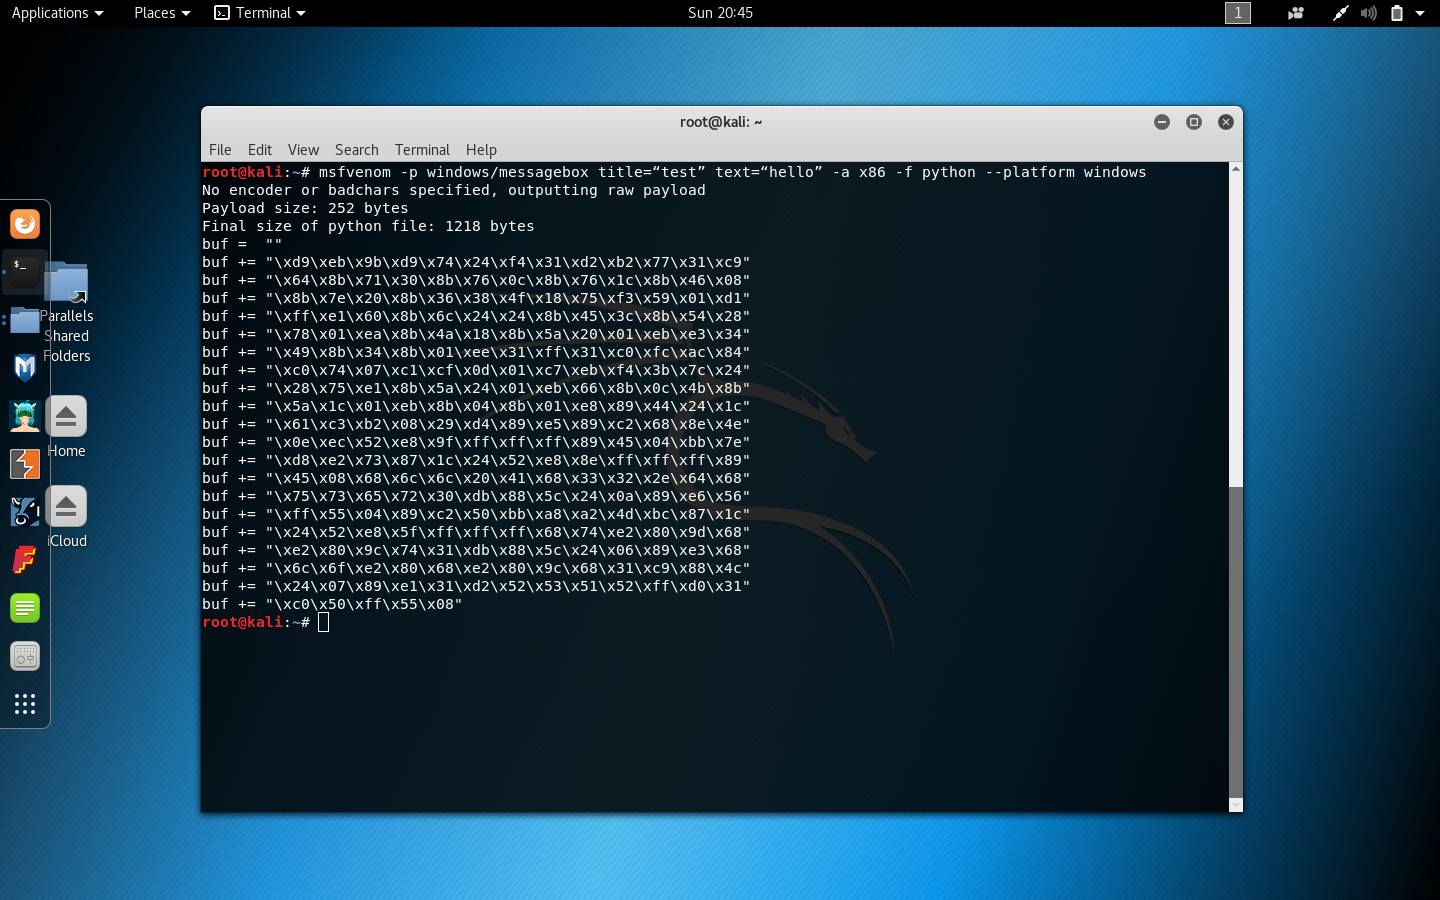 Applications Places Terminal Sun 20:45 1
root@kali: ~
File Edit View Search Terminal Help
root@kali:~# msfvenom -p windows/messagebox title=“test” text=“hello” -a x86 -f python --platform windows
No encoder or badchars specified, outputting raw payload
Payload size: 252 bytes
Final size of python file: 1218 bytes
buf =  ""
buf += "\xd9\xeb\x9b\xd9\x74\x24\xf4\x31\xd2\xb2\x77\x31\xc9"
buf += "\x64\x8b\x71\x30\x8b\x76\x0c\x8b\x76\x1c\x8b\x46\x08"
buf += "\x8b\x7e\x20\x8b\x36\x38\x4f\x18\x75\xf3\x59\x01\xd1"
buf += "\xff\xe1\x60\x8b\x6c\x24\x24\x8b\x45\x3c\x8b\x54\x28"
buf += "\x78\x01\xea\x8b\x4a\x18\x8b\x5a\x20\x01\xeb\xe3\x34"
buf += "\x49\x8b\x34\x8b\x01\xee\x31\xff\x31\xc0\xfc\xac\x84"
buf += "\xc0\x74\x07\xc1\xcf\x0d\x01\xc7\xeb\xf4\x3b\x7c\x24"
buf += "\x28\x75\xe1\x8b\x5a\x24\x01\xeb\x66\x8b\x0c\x4b\x8b"
buf += "\x5a\x1c\x01\xeb\x8b\x04\x8b\x01\xe8\x89\x44\x24\x1c"
buf += "\x61\xc3\xb2\x08\x29\xd4\x89\xe5\x89\xc2\x68\x8e\x4e"
buf += "\x0e\xec\x52\xe8\x9f\xff\xff\xff\x89\x45\x04\xbb\x7e"
buf += "\xd8\xe2\x73\x87\x1c\x24\x52\xe8\x8e\xff\xff\xff\x89"
buf += "\x45\x08\x68\x6c\x6c\x20\x41\x68\x33\x32\x2e\x64\x68"
buf += "\x75\x73\x65\x72\x30\xdb\x88\x5c\x24\x0a\x89\xe6\x56"
buf += "\xff\x55\x04\x89\xc2\x50\xbb\xa8\xa2\x4d\xbc\x87\x1c"
buf += "\x24\x52\xe8\x5f\xff\xff\xff\x68\x74\xe2\x80\x9d\x68"
buf += "\xe2\x80\x9c\x74\x31\xdb\x88\x5c\x24\x06\x89\xe3\x68"
buf += "\x6c\x6f\xe2\x80\x68\xe2\x80\x9c\x68\x31\xc9\x88\x4c"
buf += "\x24\x07\x89\xe1\x31\xd2\x52\x53\x51\x52\xff\xd0\x31"
buf += "\xc0\x50\xff\x55\x08"
root@kali:~#
Parallels
Shared
Folders
Home
iCloud